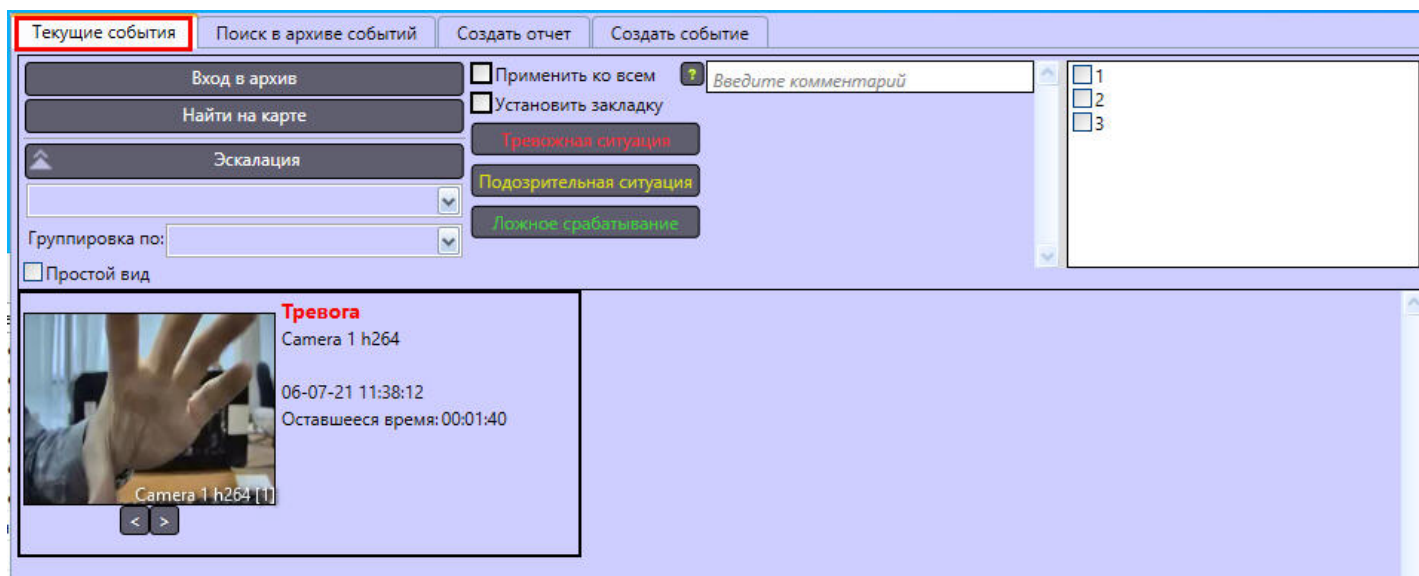 Текущие события
Поиск в архиве событий
Создать отчет
Создать событие
Вход в архив
Найти на карте
Эскалация
Группировка по:
Простой вид
Применить ко всем
?
Установить закладку
Тревожная ситуация
Подозрительная ситуация
Ложное срабатывание
Введите комментарий
1
2
3
Тревога
Camera 1 h264
06-07-21 11:38:12
Оставшееся время: 00:01:40
Camera 1 h264 [1]
< >